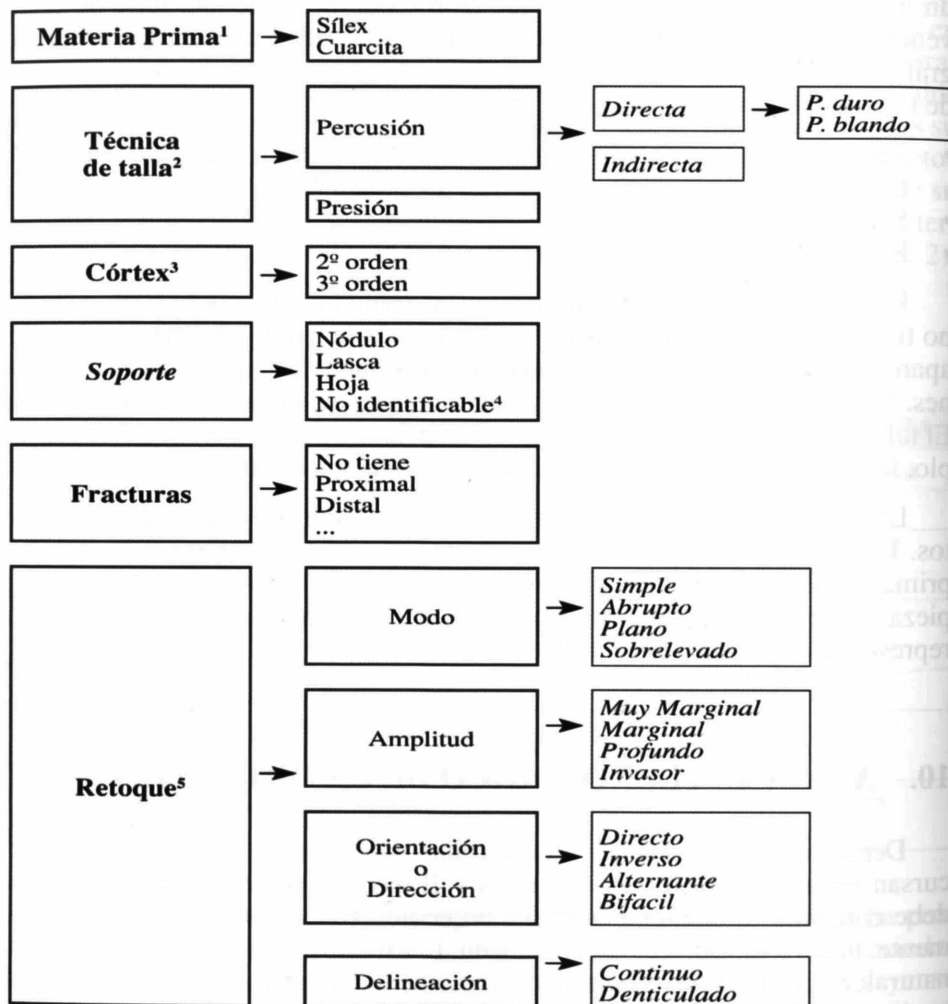 Materia Prima¹
Sílex
Cuarcita
Técnica
de talla²
Percusión
Directa
P. duro
P. blando
Indirecta
Presión
Córtex³
2º orden
3º orden
Soporte
Nódulo
Lasca
Hoja
No identificable⁴
Fracturas
No tiene
Proximal
Distal
...
Retoque⁵
Modo
Simple
Abrupto
Plano
Sobrelevado
Amplitud
Muy Marginal
Marginal
Profundo
Invasor
Orientación
o
Dirección
Directo
Inverso
Alternante
Bifacil
Delineación
Continuo
Denticulado